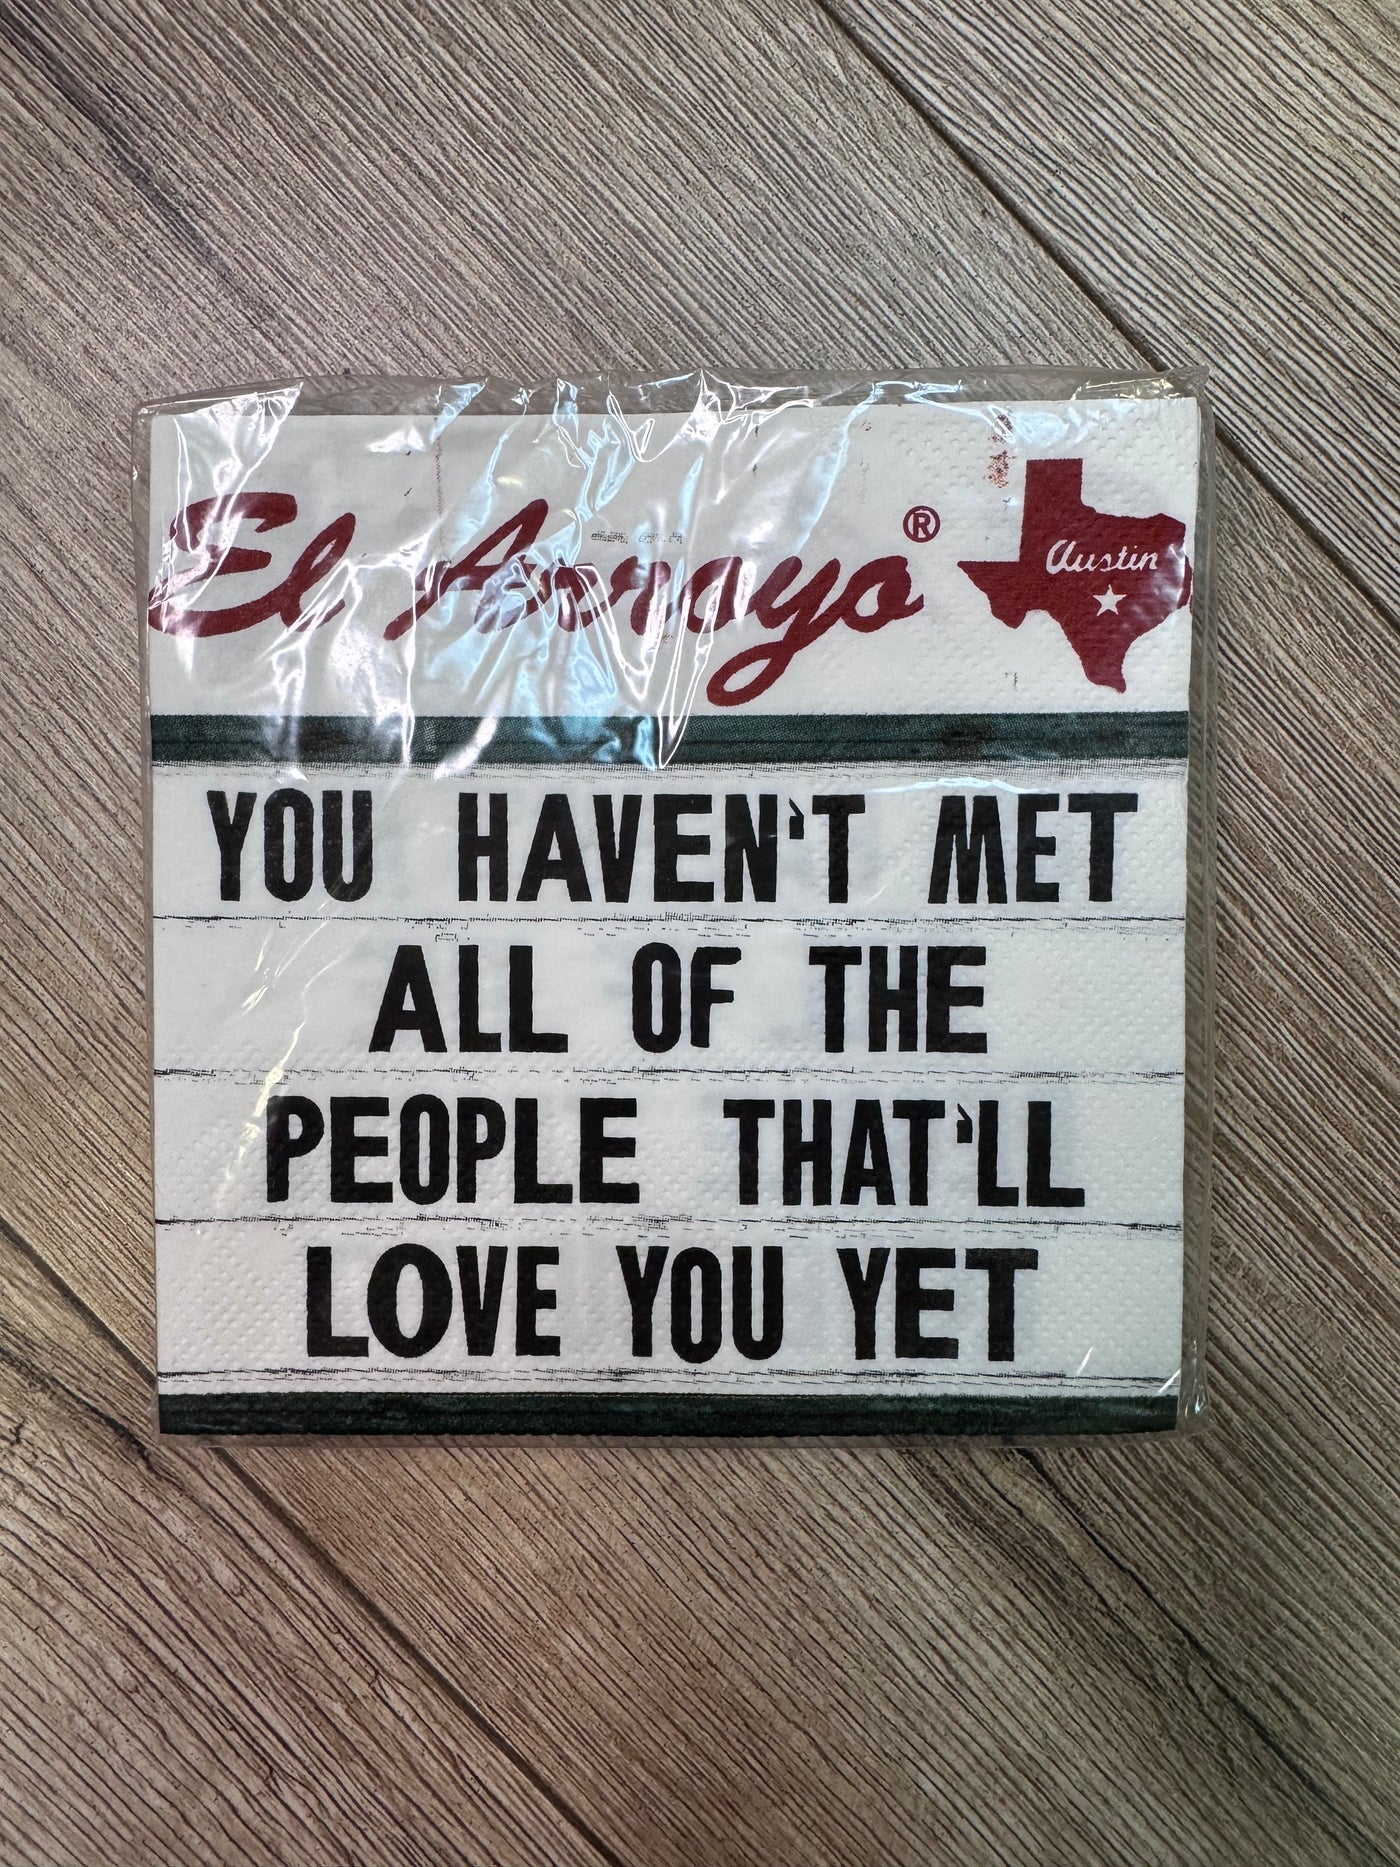 El Arroyo®
Austin
YOU HAVEN'T MET
ALL OF THE
PEOPLE THAT'LL
LOVE YOU YET